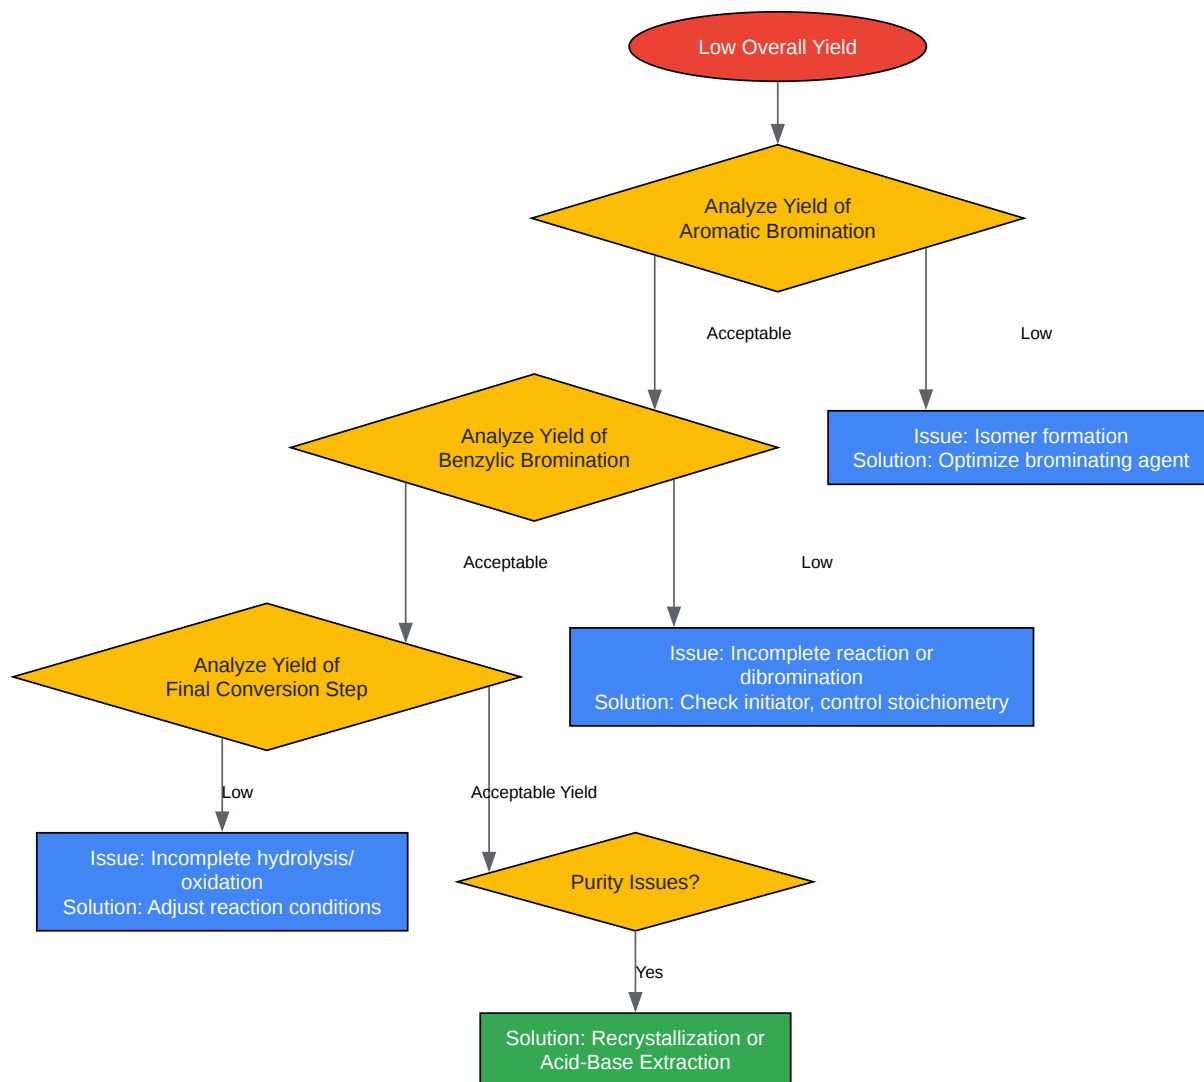 Low Overall Yield
Analyze Yield of
Aromatic Bromination
Acceptable
Low
Analyze Yield of
Benzylic Bromination
Issue: Isomer formation
Solution: Optimize brominating agent
Acceptable
Low
Analyze Yield of
Final Conversion Step
Issue: Incomplete reaction or
dibromination
Solution: Check initiator, control stoichiometry
Low
Acceptable Yield
Issue: Incomplete hydrolysis/
oxidation
Solution: Adjust reaction conditions
Purity Issues?
Yes
Solution: Recrystallization or
Acid-Base Extraction